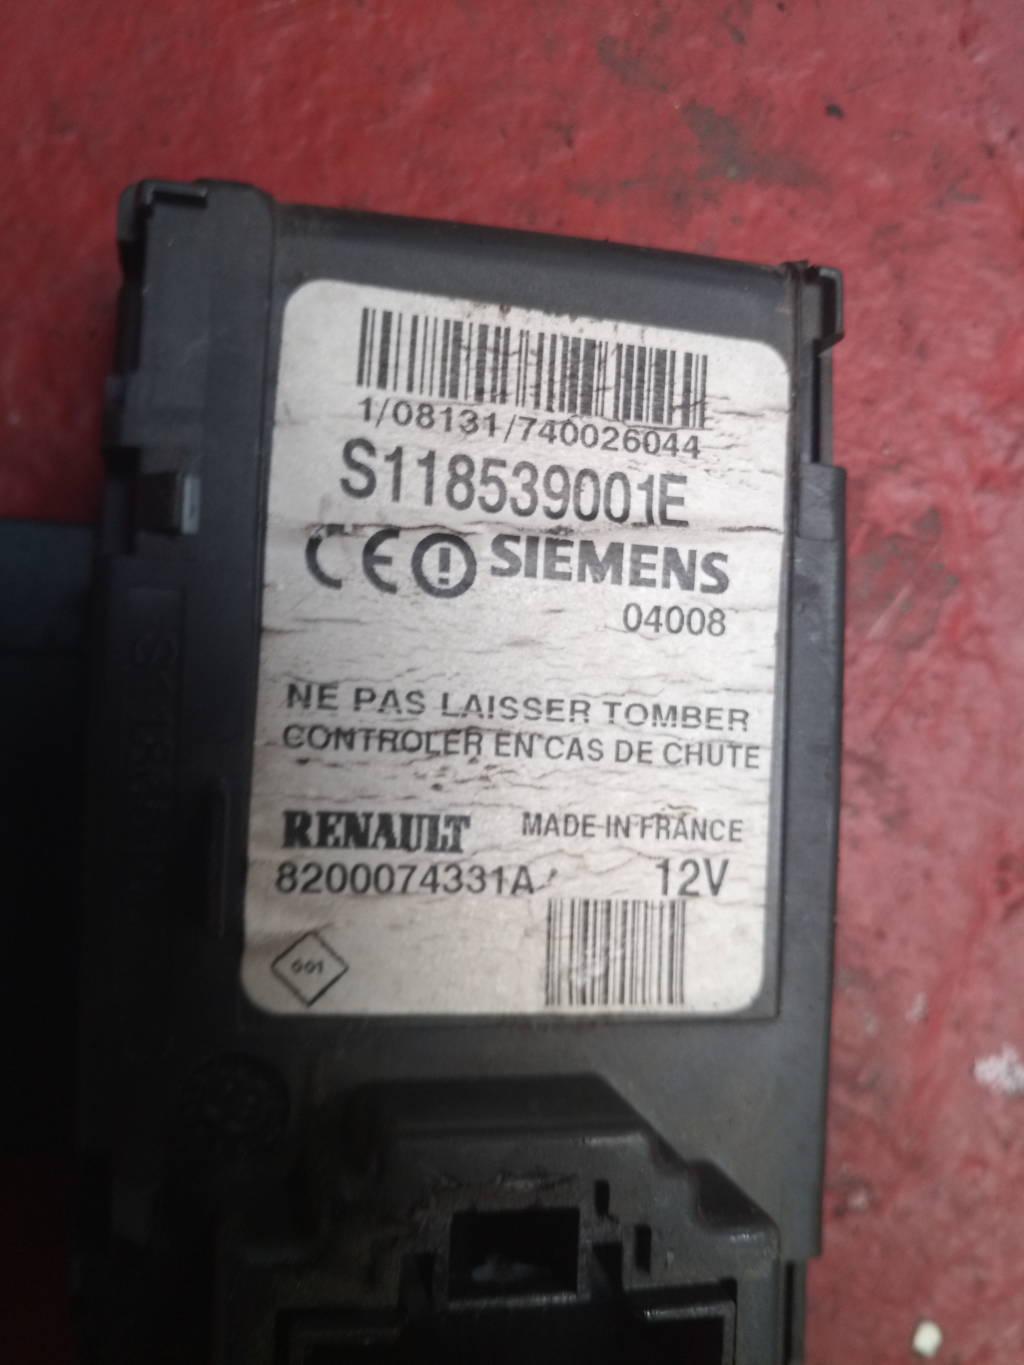 1/08131/740026044
S118539001E
CE SIEMENS
04008
NE PAS LAISSER TOMBER
CONTROLER EN CAS DE CHUTE
RENAULT MADE IN FRANCE
8200074331A 12V
001